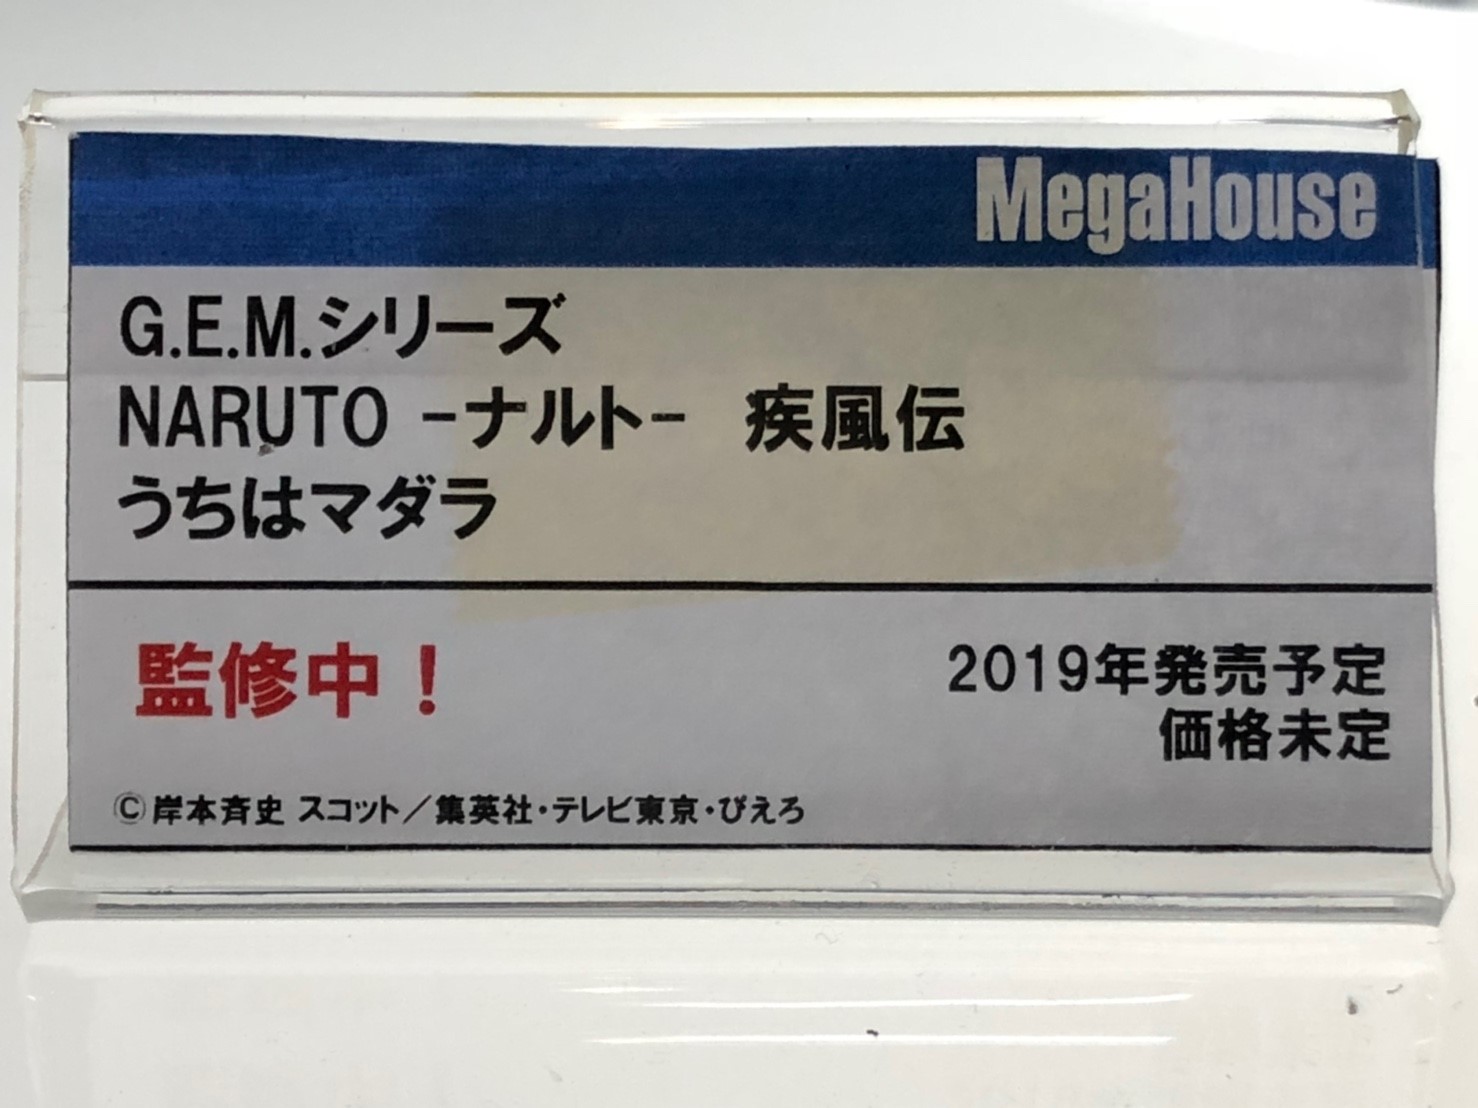 MegaHouse
G.E.M.シリーズ
NARUTO -ナルト- 疾風伝
うちはマダラ
監修中！
2019年発売予定
価格未定
©岸本斉史 スコット／集英社・テレビ東京・ぴえろ